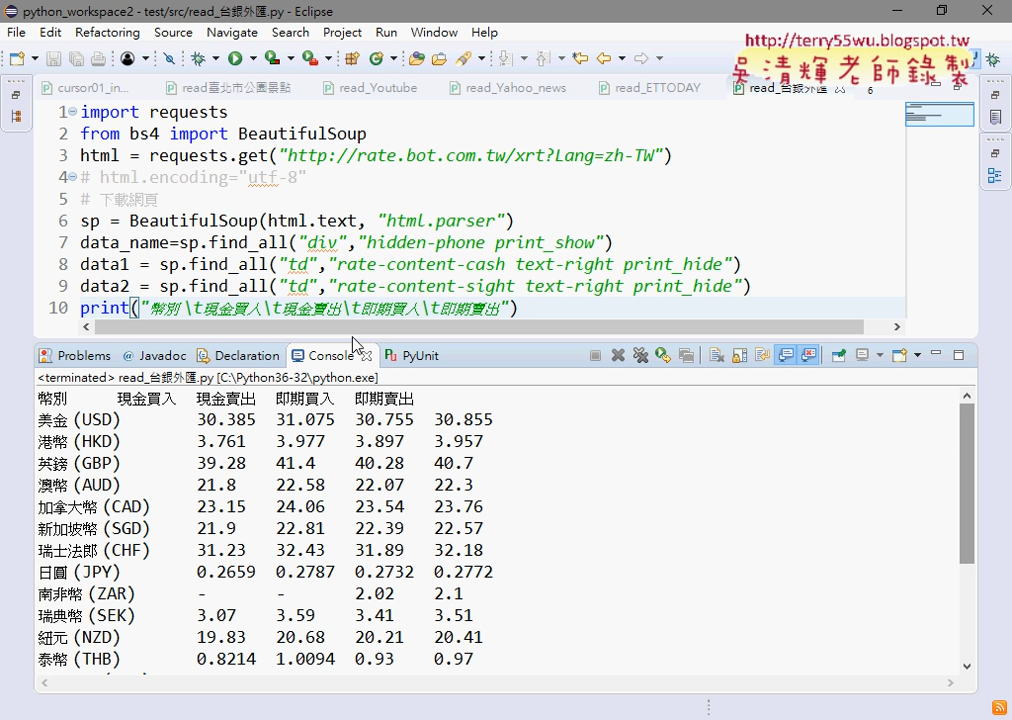 python_workspace2 - test/src/read_台銀外匯.py - Eclipse
File Edit Refactoring Source Navigate Search Project Run Window Help
http://terry55wu.blogspot.tw
吳清輝老師錄製
cursor01_in... read臺北市公園景點 read_Youtube read_Yahoo_news read_ETTODAY read_台銀外匯 6
1 import requests
2 from bs4 import BeautifulSoup
3 html = requests.get("http://rate.bot.com.tw/xrt?Lang=zh-TW")
4 # html.encoding="utf-8"
5 # 下載網頁
6 sp = BeautifulSoup(html.text, "html.parser")
7 data_name=sp.find_all("div","hidden-phone print_show")
8 data1 = sp.find_all("td","rate-content-cash text-right print_hide")
9 data2 = sp.find_all("td","rate-content-sight text-right print_hide")
10 print("幣別 \t現金買入\t現金賣出\t即期買入\t即期賣出")
Problems Javadoc Declaration Console PyUnit
<terminated> read_台銀外匯.py [C:\Python36-32\python.exe]
幣別 現金買入 現金賣出 即期買入 即期賣出
美金 (USD) 30.385 31.075 30.755 30.855
港幣 (HKD) 3.761 3.977 3.897 3.957
英鎊 (GBP) 39.28 41.4 40.28 40.7
澳幣 (AUD) 21.8 22.58 22.07 22.3
加拿大幣 (CAD) 23.15 24.06 23.54 23.76
新加坡幣 (SGD) 21.9 22.81 22.39 22.57
瑞士法郎 (CHF) 31.23 32.43 31.89 32.18
日圓 (JPY) 0.2659 0.2787 0.2732 0.2772
南非幣 (ZAR) - - 2.02 2.1
瑞典幣 (SEK) 3.07 3.59 3.41 3.51
紐元 (NZD) 19.83 20.68 20.21 20.41
泰幣 (THB) 0.8214 1.0094 0.93 0.97